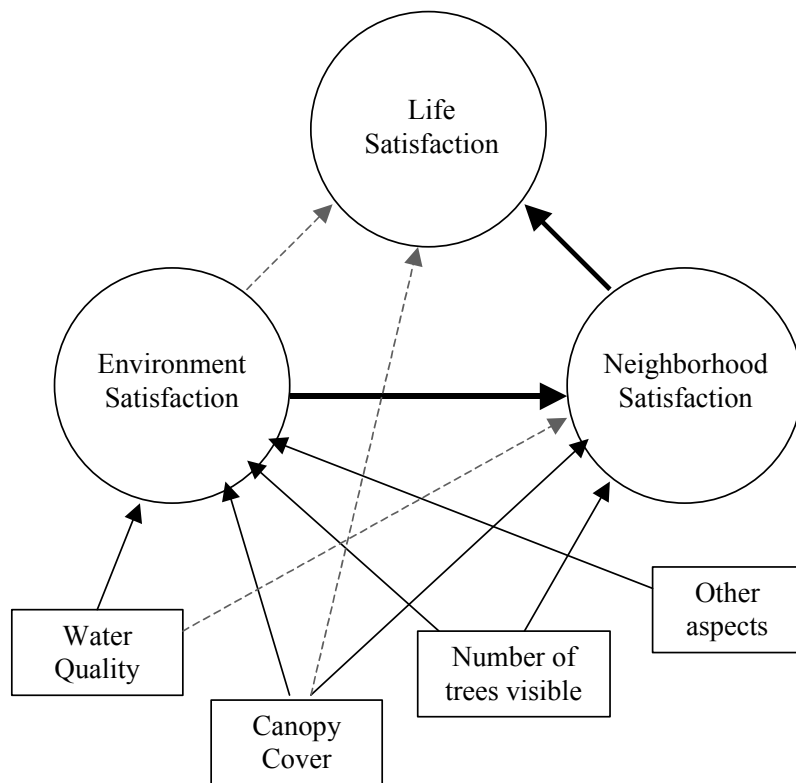 Life
Satisfaction
Environment
Satisfaction
Neighborhood
Satisfaction
Water
Quality
Canopy
Cover
Number of
trees visible
Other
aspects